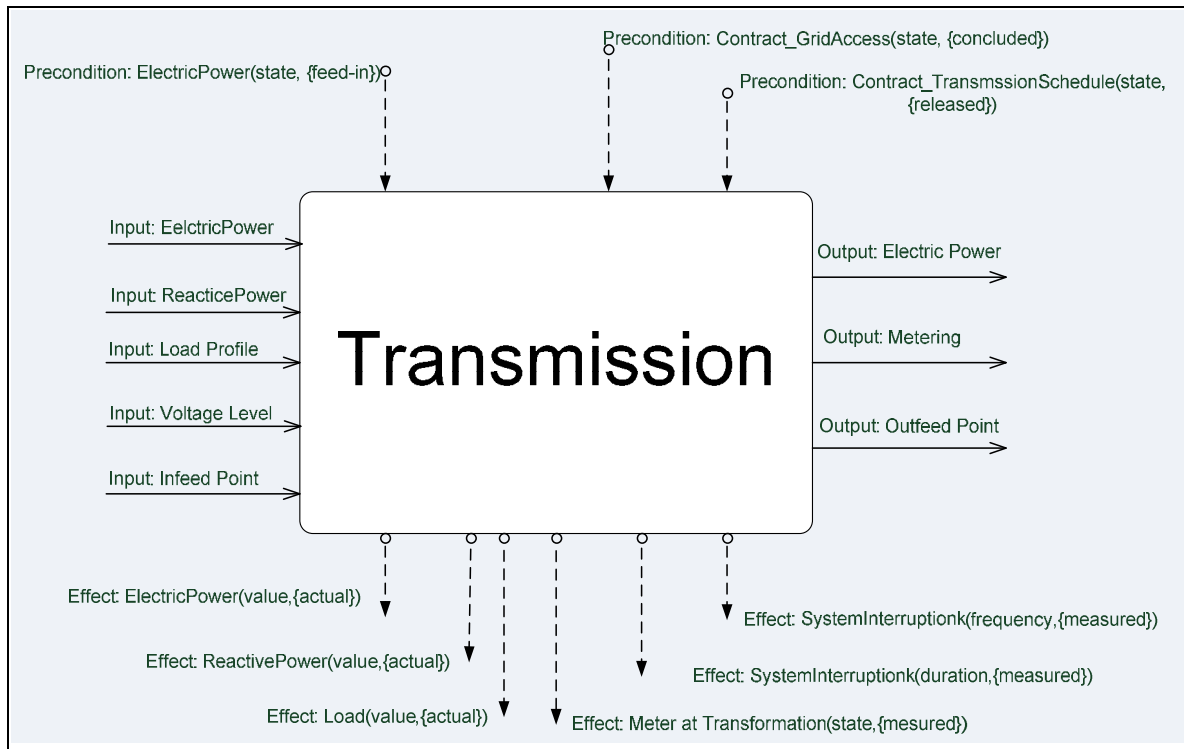 Precondition: Contract_GridAccess(state, {concluded})
Precondition: ElectricPower(state, {feed-in})
Precondition: Contract_TransmssionSchedule(state,
{released})
Input: EelctricPower
Input: ReacticePower
Input: Load Profile
Input: Voltage Level
Input: Infeed Point
Transmission
Output: Electric Power
Output: Metering
Output: Outfeed Point
Effect: ElectricPower(value,{actual})
Effect: ReactivePower(value,{actual})
Effect: Load(value,{actual})
Effect: Meter at Transformation(state,{mesured})
Effect: SystemInterruptionk(duration,{measured})
Effect: SystemInterruptionk(frequency,{measured})